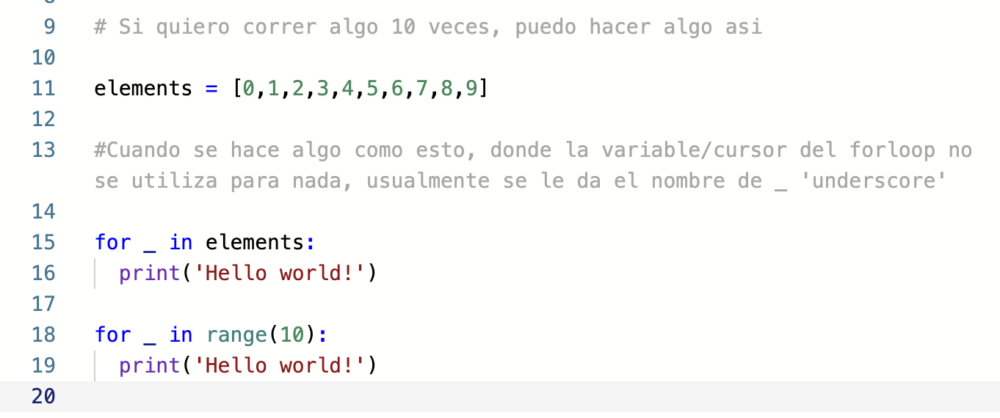 9 # Si quiero correr algo 10 veces, puedo hacer algo asi
10
11 elements = [0,1,2,3,4,5,6,7,8,9]
12
13 #Cuando se hace algo como esto, donde la variable/cursor del forloop no
se utiliza para nada, usualmente se le da el nombre de _ 'underscore'
14
15 for _ in elements:
16   print('Hello world!')
17
18 for _ in range(10):
19   print('Hello world!')
20